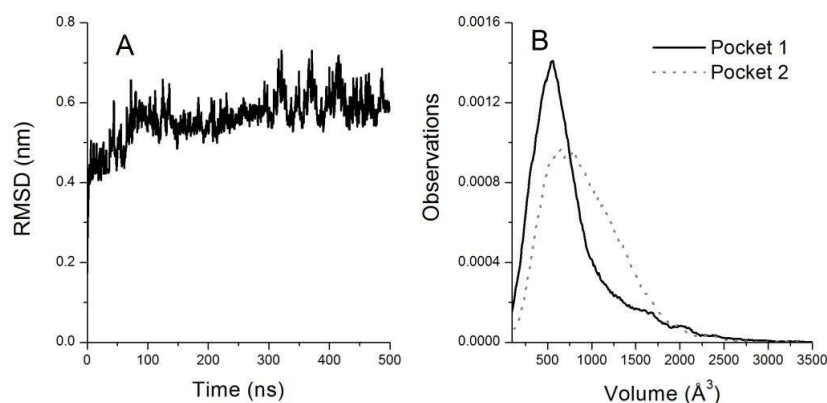 A
RMSD (nm)
0.8
0.6
0.4
0.2
0.0
0
100
200
300
400
500
Time (ns)
B
Pocket 1
Pocket 2
Observations
0.0016
0.0012
0.0008
0.0004
0.0000
500
1000
1500
2000
2500
3000
3500
Volume (Å³)